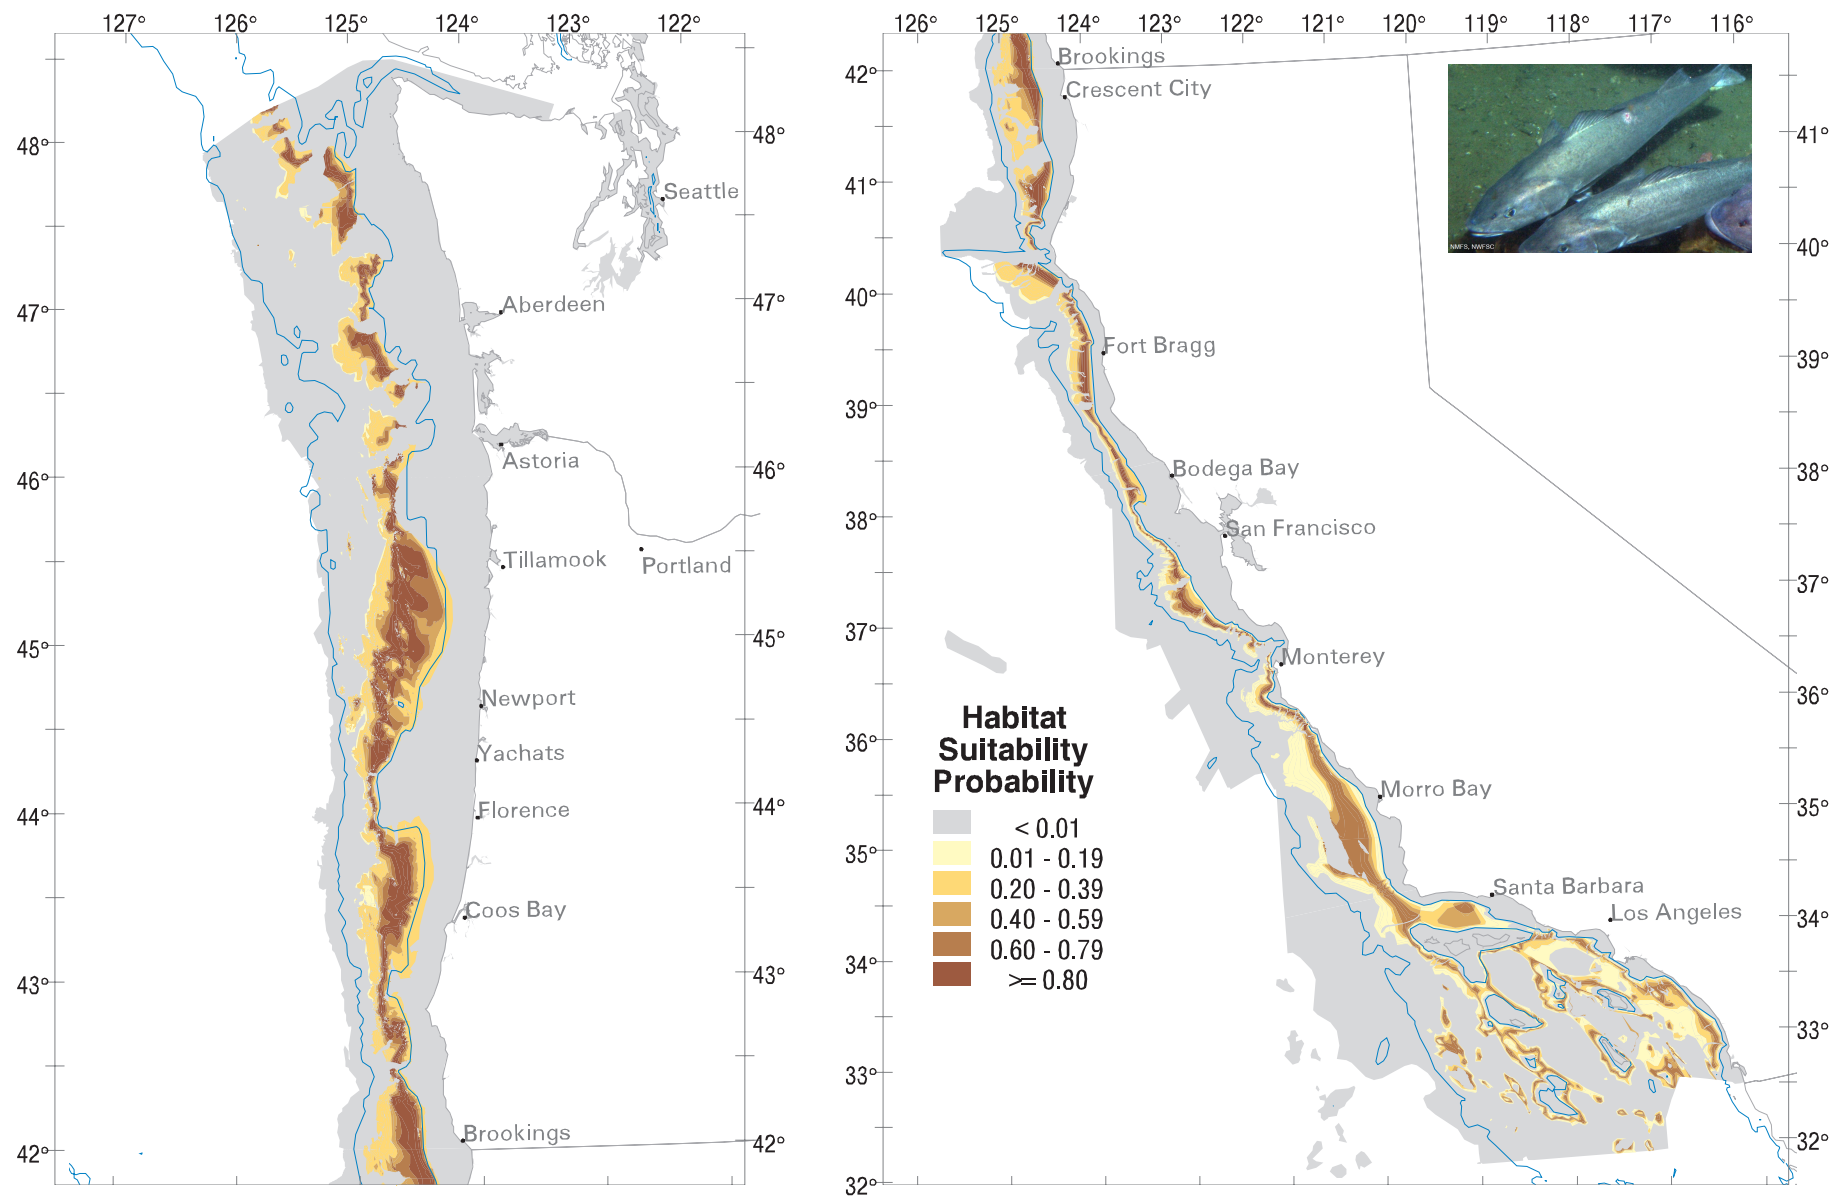 127°
126°
125°
124°
123°
122°
48°
47°
46°
45°
44°
43°
42°
48°
47°
46°
45°
44°
43°
42°
Seattle
Aberdeen
Astoria
Tillamook
Portland
Newport
Yachats
Florence
Coos Bay
Brookings
126°
125°
124°
123°
122°
121°
120°
119°
118°
117°
116°
42°
41°
40°
39°
38°
37°
36°
35°
34°
33°
32°
41°
40°
39°
38°
37°
36°
35°
34°
33°
32°
Brookings
Crescent City
NMFS, NWFSC
Fort Bragg
Bodega Bay
San Francisco
Monterey
Morro Bay
Santa Barbara
Los Angeles
Habitat
Suitability
Probability
< 0.01
0.01 - 0.19
0.20 - 0.39
0.40 - 0.59
0.60 - 0.79
>= 0.80